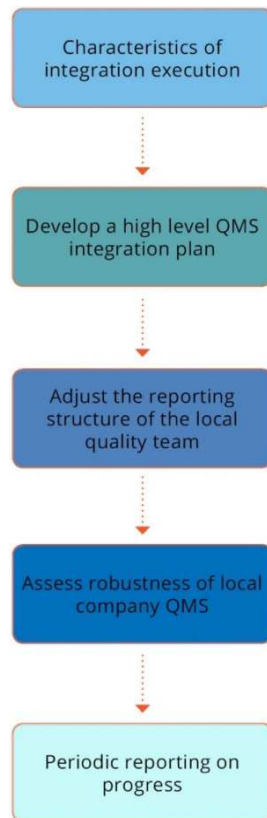 Characteristics of
integration execution
Develop a high level QMS
integration plan
Adjust the reporting
structure of the local
quality team
Assess robustness of local
company QMS
Periodic reporting on
progress